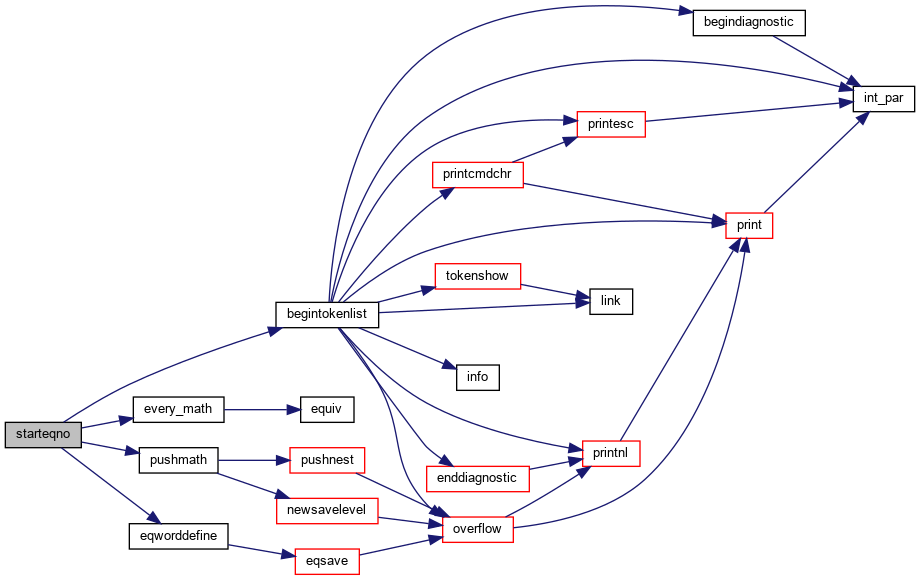 begindiagnostic
int_par
printesc
printcmdchr
print
tokenshow
link
begintokenlist
info
every_math
equiv
starteqno
printnl
pushmath
pushnest
enddiagnostic
newsavelevel
overflow
eqworddefine
eqsave